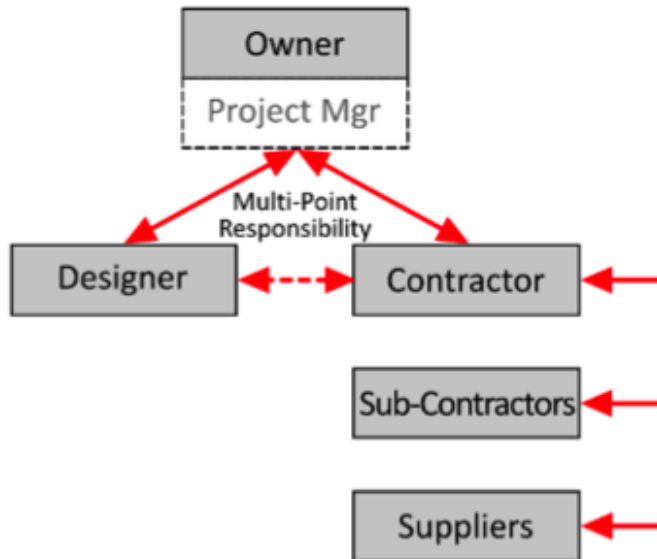 Owner
Project Mgr
Multi-Point
Responsibility
Designer
Contractor
Sub-Contractors
Suppliers